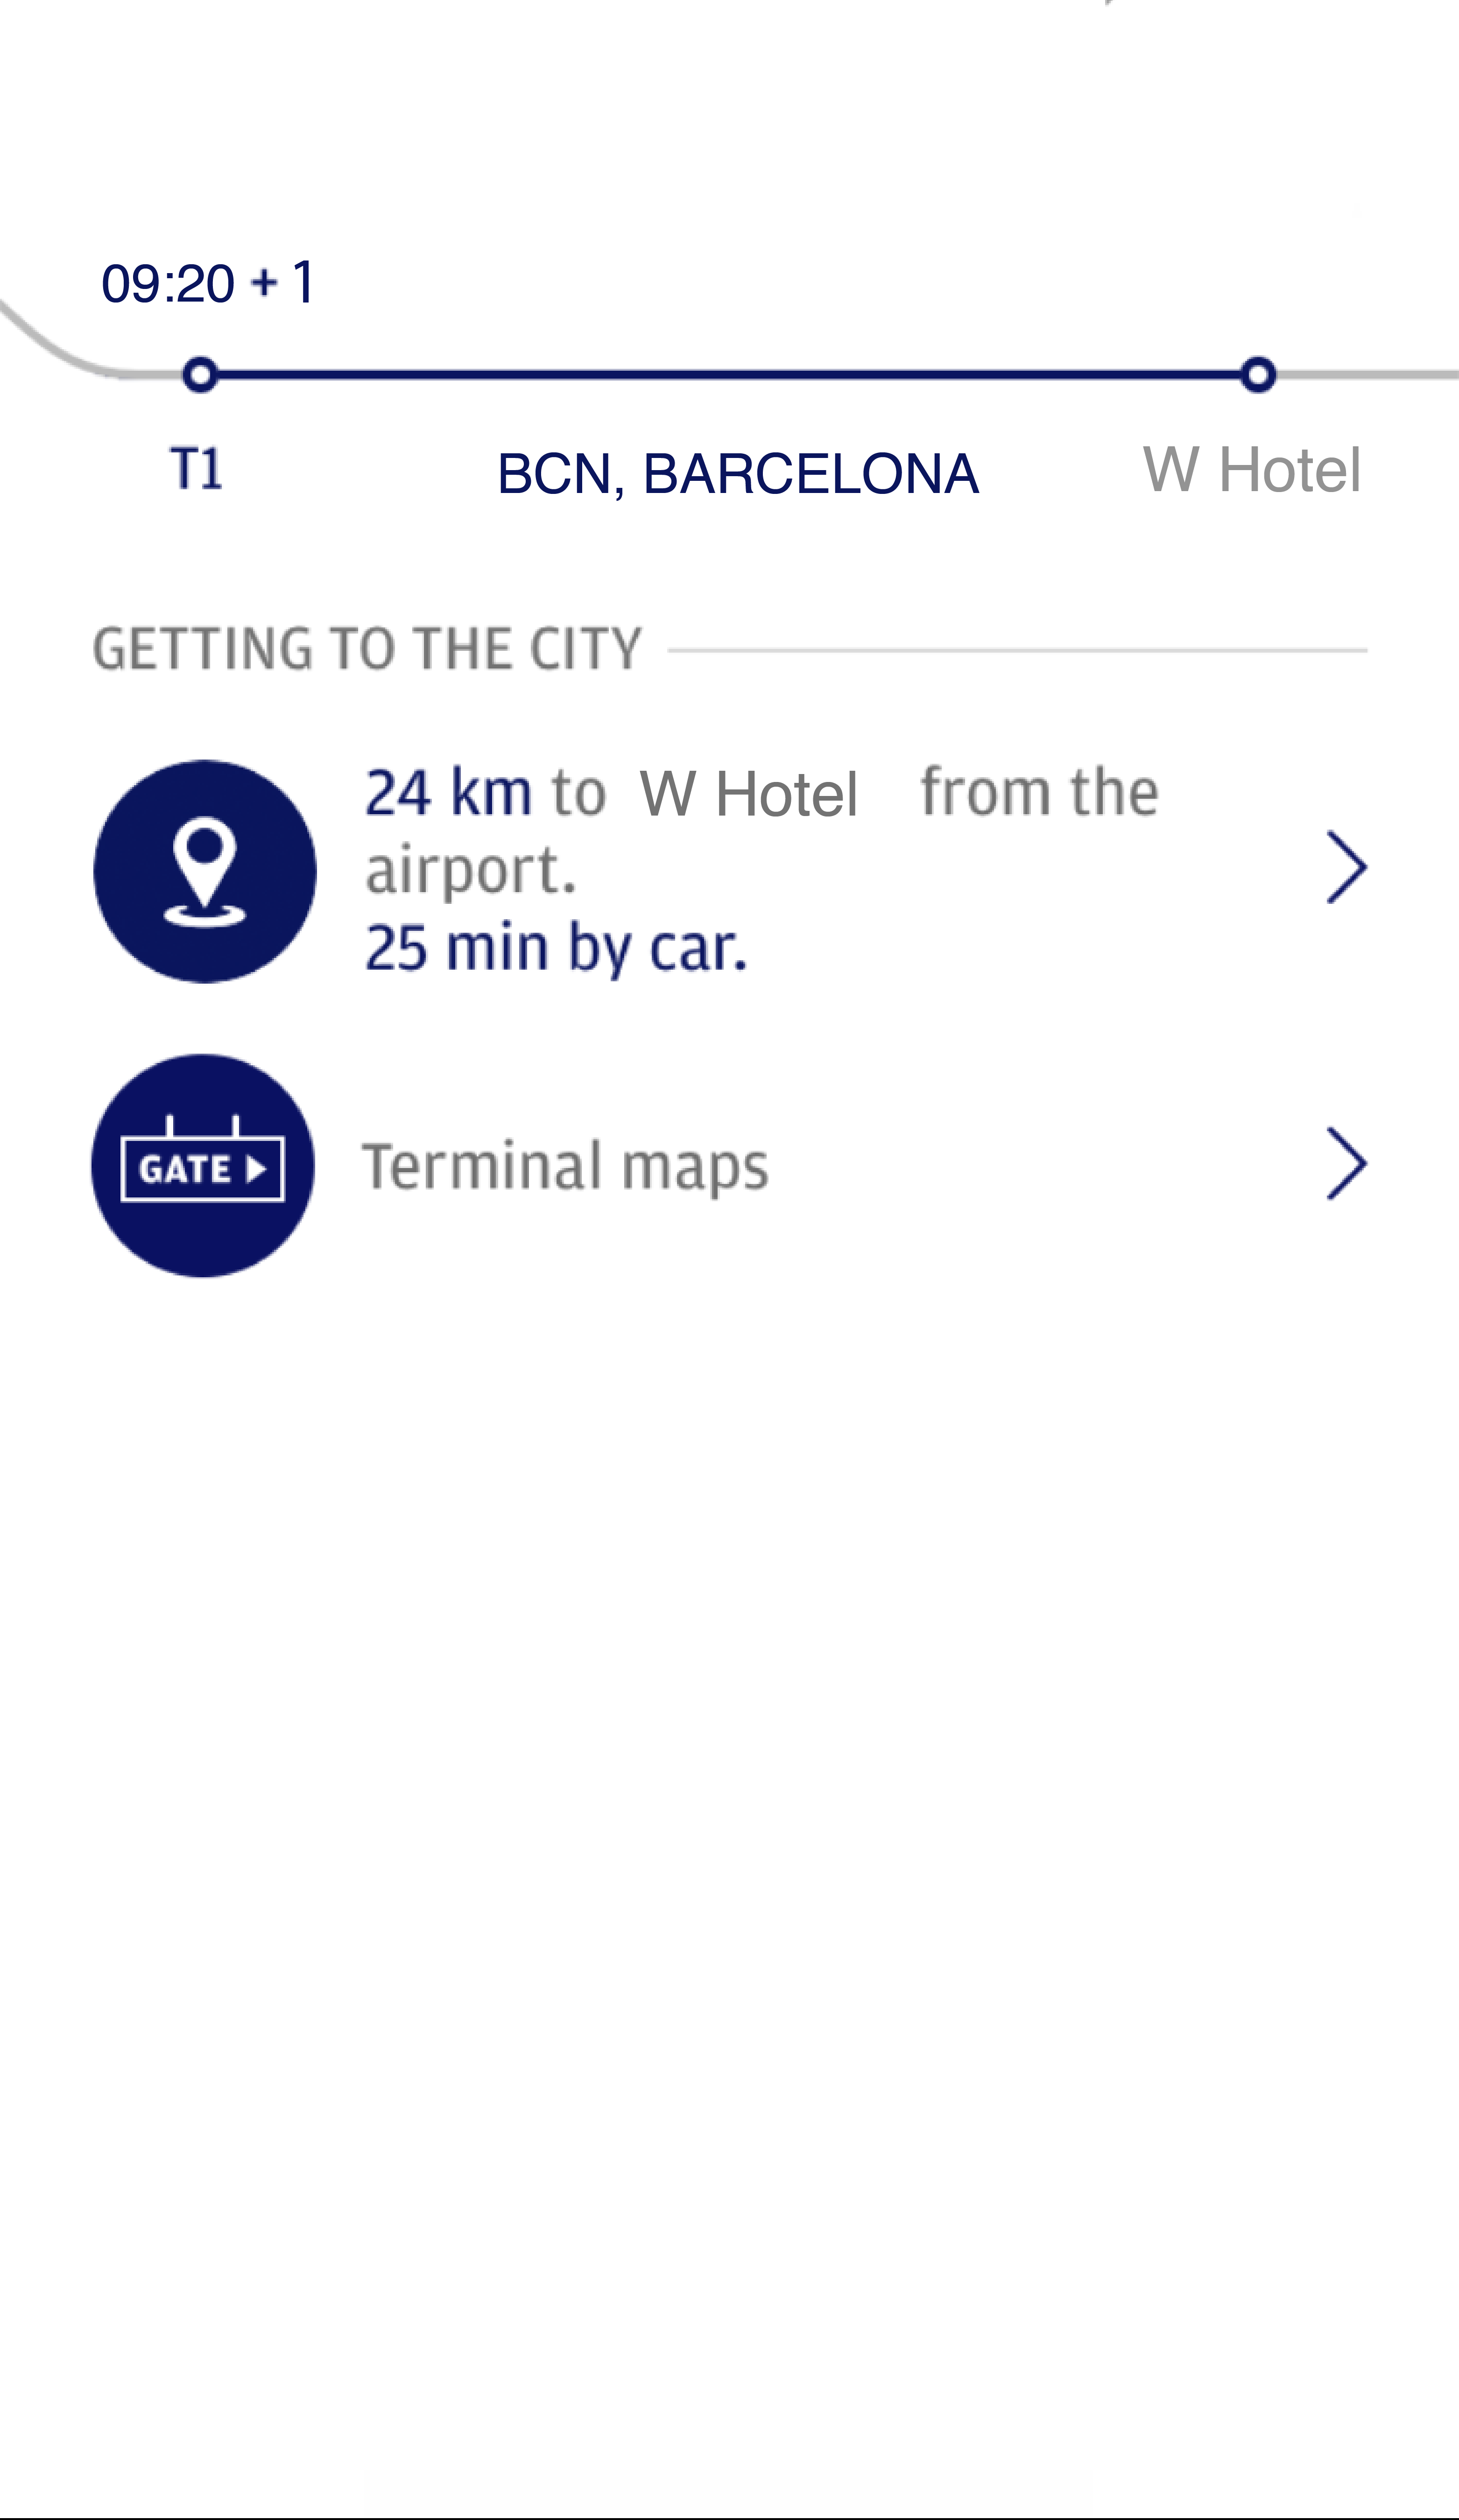 09:20 + 1
T1 BCN, BARCELONA W Hotel
GETTING TO THE CITY
24 km to W Hotel from the
airport.
25 min by car.
GATE
Terminal maps